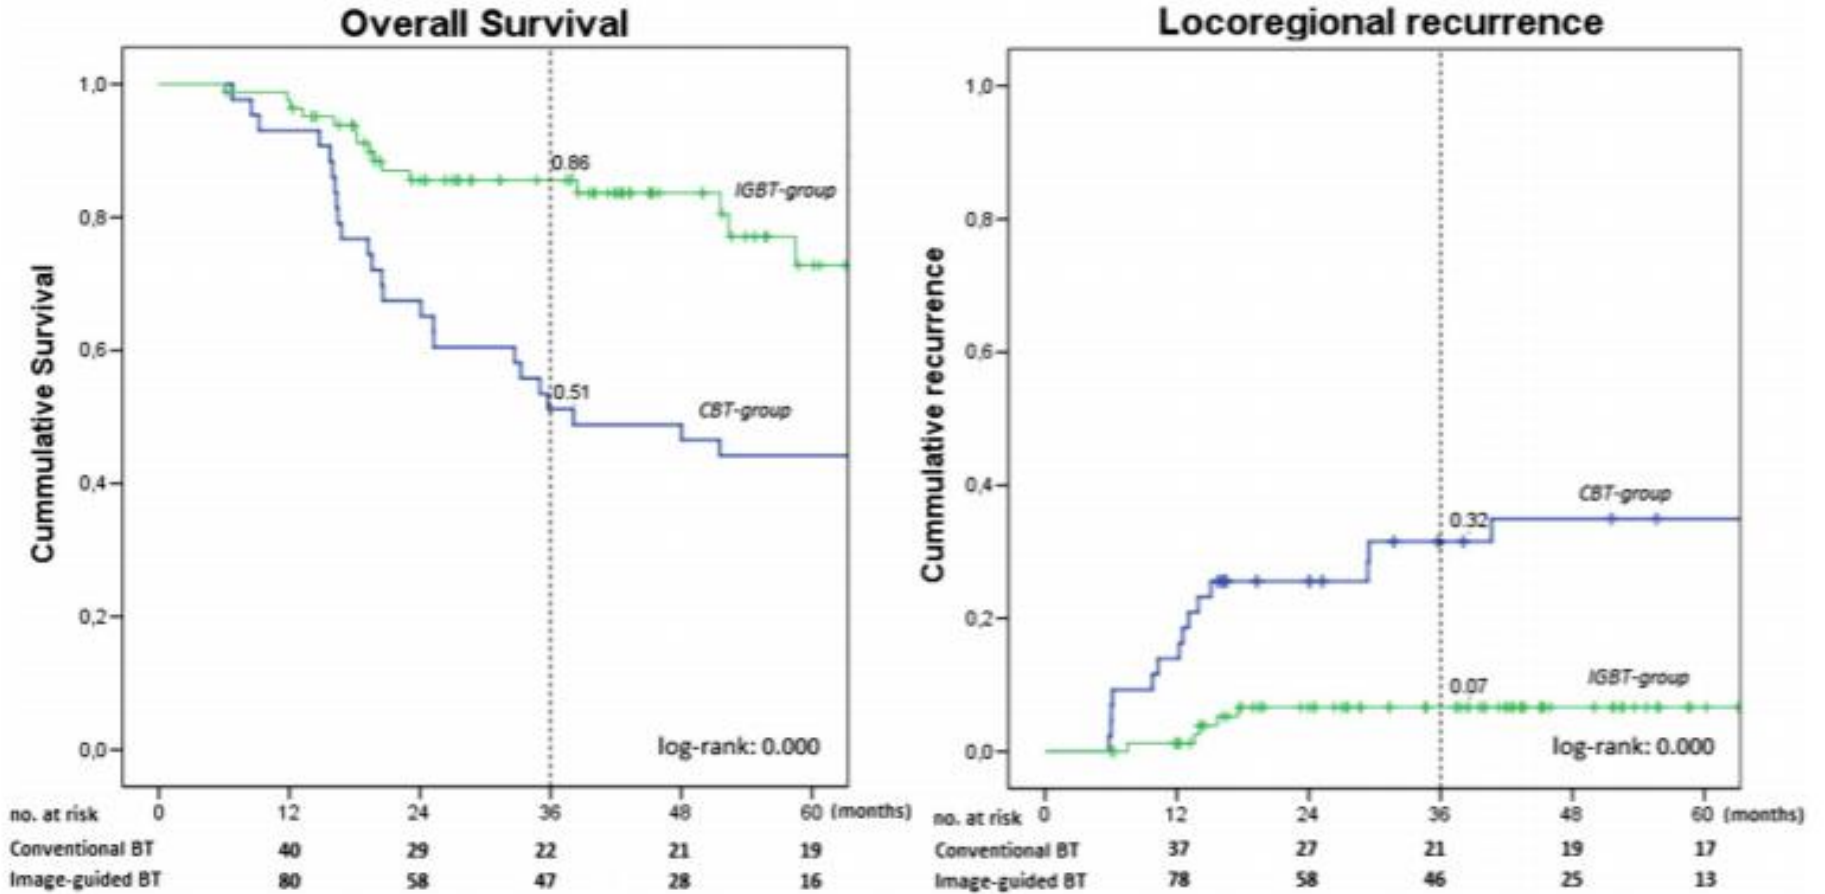 Overall Survival
Cummulative Survival
1,0
0,8
0,6
0,4
0,2
0,0
0.86
IGBT-group
0.51
CBT-group
log-rank: 0.000
no. at risk 0 12 24 36 48 60 (months)
Conventional BT 40 29 22 21 19
Image-guided BT 80 58 47 28 16
Locoregional recurrence
Cummulative recurrence
1,0
0,8
0,6
0,4
0,2
0,0
CBT-group
0.32
0.07
IGBT-group
log-rank: 0.000
no. at risk 0 12 24 36 48 60 (months)
Conventional BT 37 27 21 19 17
Image-guided BT 78 58 46 25 13